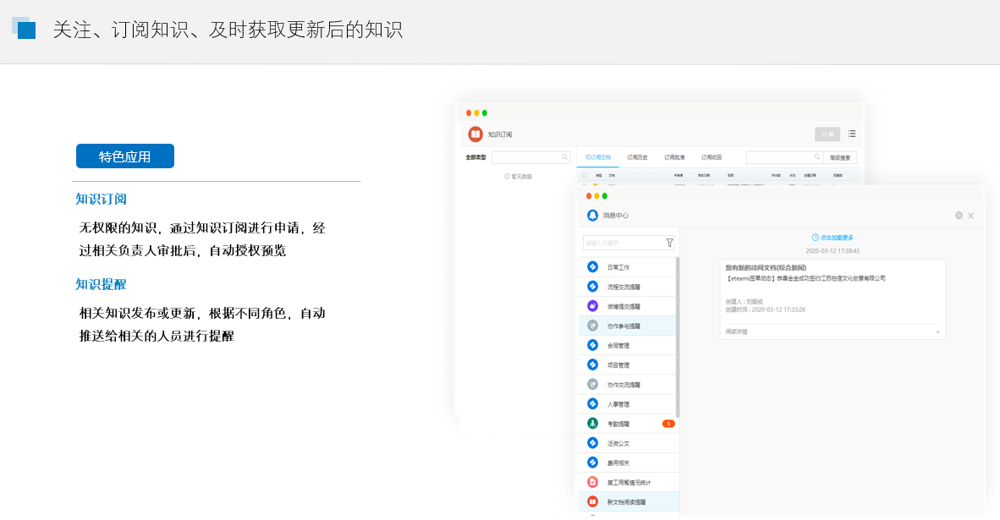 关注、订阅知识、及时获取更新后的知识
特色应用
知识订阅
无权限的知识，通过知识订阅进行申请，经
过相关负责人审批后，自动授权预览
知识提醒
相关知识发布或更新，根据不同角色，自动
推送给相关的人员进行提醒
知识订阅
订 阅
全部类型
可订阅文档 订阅历史 订阅批准 订阅收回
高级搜索
暂无数据
消息中心
请输入关键字
日常工作
流程交流提醒
微博提交提醒
协作参与提醒
合同管理
项目管理
协作交流提醒
人事管理
考勤提醒 1
泛微公文
费用相关
复工用餐情况统计
新文档阅读提醒
点击加载更多
2020-03-12 17:38:43
您有新的待阅文档(综合新闻)
【eteams签单动态】恭喜金金成功签约江苏柏信文化创意有限公司
创建时间 : 2020-03-12 17:33:26
阅读详情 >